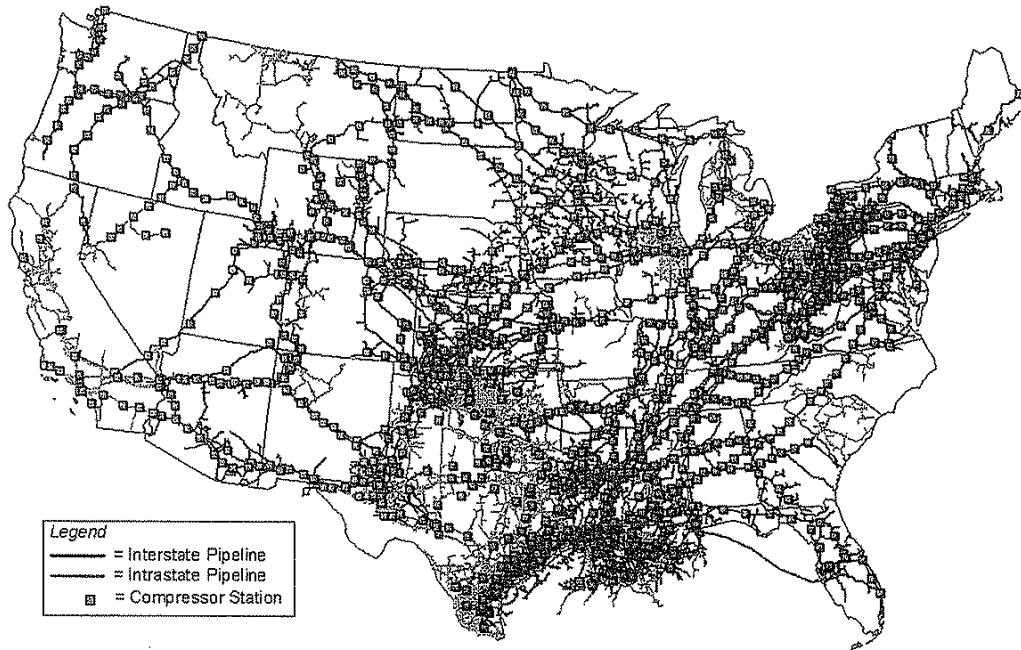 Legend
= Interstate Pipeline
= Intrastate Pipeline
= Compressor Station